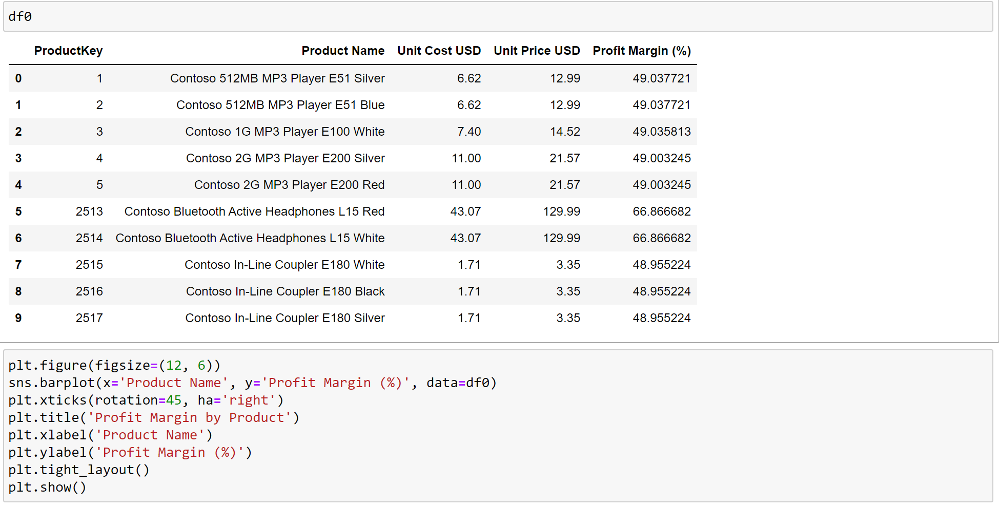 df0
ProductKey Product Name Unit Cost USD Unit Price USD Profit Margin (%)
0 1 Contoso 512MB MP3 Player E51 Silver 6.62 12.99 49.037721
1 2 Contoso 512MB MP3 Player E51 Blue 6.62 12.99 49.037721
2 3 Contoso 1G MP3 Player E100 White 7.40 14.52 49.035813
3 4 Contoso 2G MP3 Player E200 Silver 11.00 21.57 49.003245
4 5 Contoso 2G MP3 Player E200 Red 11.00 21.57 49.003245
5 2513 Contoso Bluetooth Active Headphones L15 Red 43.07 129.99 66.866682
6 2514 Contoso Bluetooth Active Headphones L15 White 43.07 129.99 66.866682
7 2515 Contoso In-Line Coupler E180 White 1.71 3.35 48.955224
8 2516 Contoso In-Line Coupler E180 Black 1.71 3.35 48.955224
9 2517 Contoso In-Line Coupler E180 Silver 1.71 3.35 48.955224
plt.figure(figsize=(12, 6))
sns.barplot(x='Product Name', y='Profit Margin (%)', data=df0)
plt.xticks(rotation=45, ha='right')
plt.title('Profit Margin by Product')
plt.xlabel('Product Name')
plt.ylabel('Profit Margin (%)')
plt.tight_layout()
plt.show()